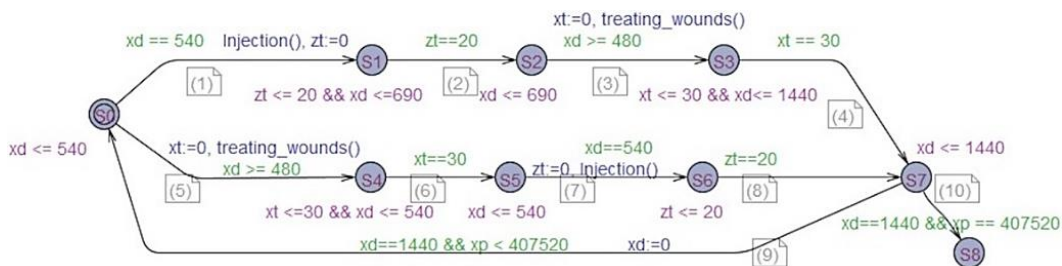 xt:=0, treating_wounds()
xd == 540
Injection(), zt:=0
zt==20
xd >= 480
xt == 30
S1
S2
S3
(1)
(2)
(3)
zt <= 20 && xd <=690
xd <= 690
xt <= 30 && xd<= 1440
S0
(4)
xd <= 540
xt:=0, treating_wounds()
xd >= 480
xt==30
xd==540
zt:=0, Injection()
zt==20
xd <= 1440
S4
S5
S6
S7
(5)
(6)
(7)
(8)
(10)
xt <=30 && xd <= 540
xd <= 540
zt <= 20
xd==1440 && xp == 407520
xd==1440 && xp < 407520
xd:=0
(9)
S8